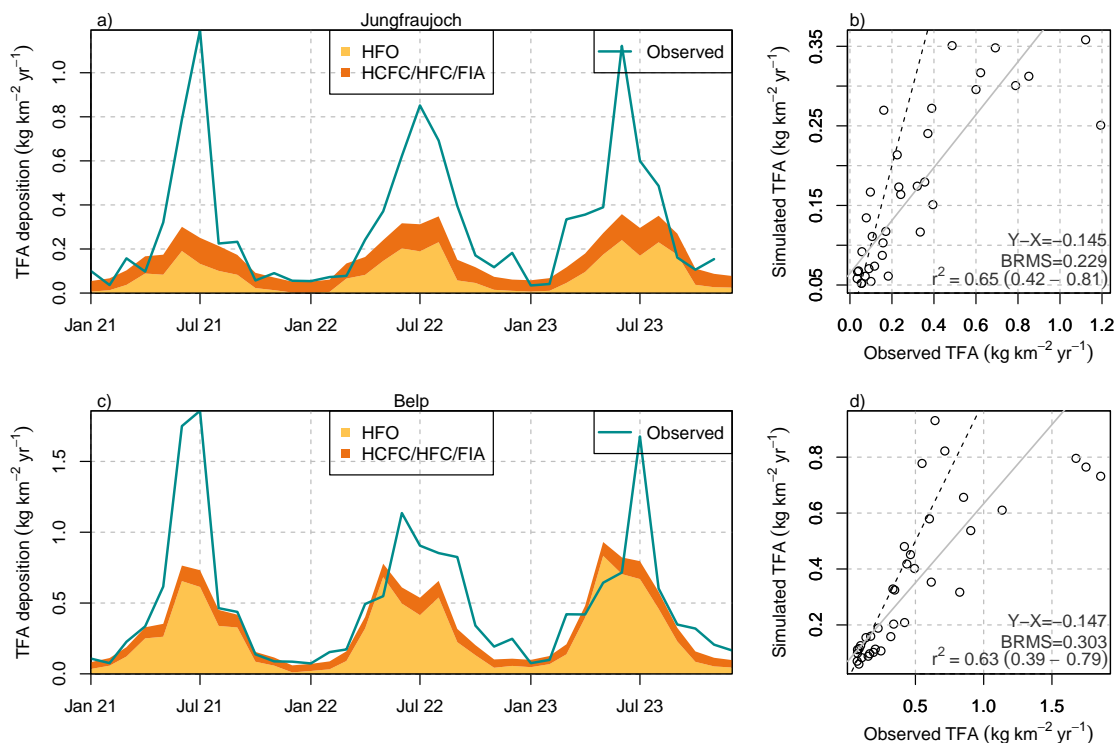 a) Jungfraujoch
TFA deposition (kg km−2 yr−1)
0.0 0.2 0.4 0.6 0.8 1.0
HFO
HCFC/HFC/FIA
Observed
Jan 21 Jul 21 Jan 22 Jul 22 Jan 23 Jul 23
b)
Simulated TFA (kg km−2 yr−1)
0.05 0.15 0.25 0.35
Y−X=−0.145
BRMS=0.229
r2 = 0.65 (0.42 − 0.81)
0.0 0.2 0.4 0.6 0.8 1.0 1.2
Observed TFA (kg km−2 yr−1)
c) Belp
TFA deposition (kg km−2 yr−1)
0.0 0.5 1.0 1.5
HFO
HCFC/HFC/FIA
Observed
Jan 21 Jul 21 Jan 22 Jul 22 Jan 23 Jul 23
d)
Simulated TFA (kg km−2 yr−1)
0.2 0.4 0.6 0.8
Y−X=−0.147
BRMS=0.303
r2 = 0.63 (0.39 − 0.79)
0.5 1.0 1.5
Observed TFA (kg km−2 yr−1)